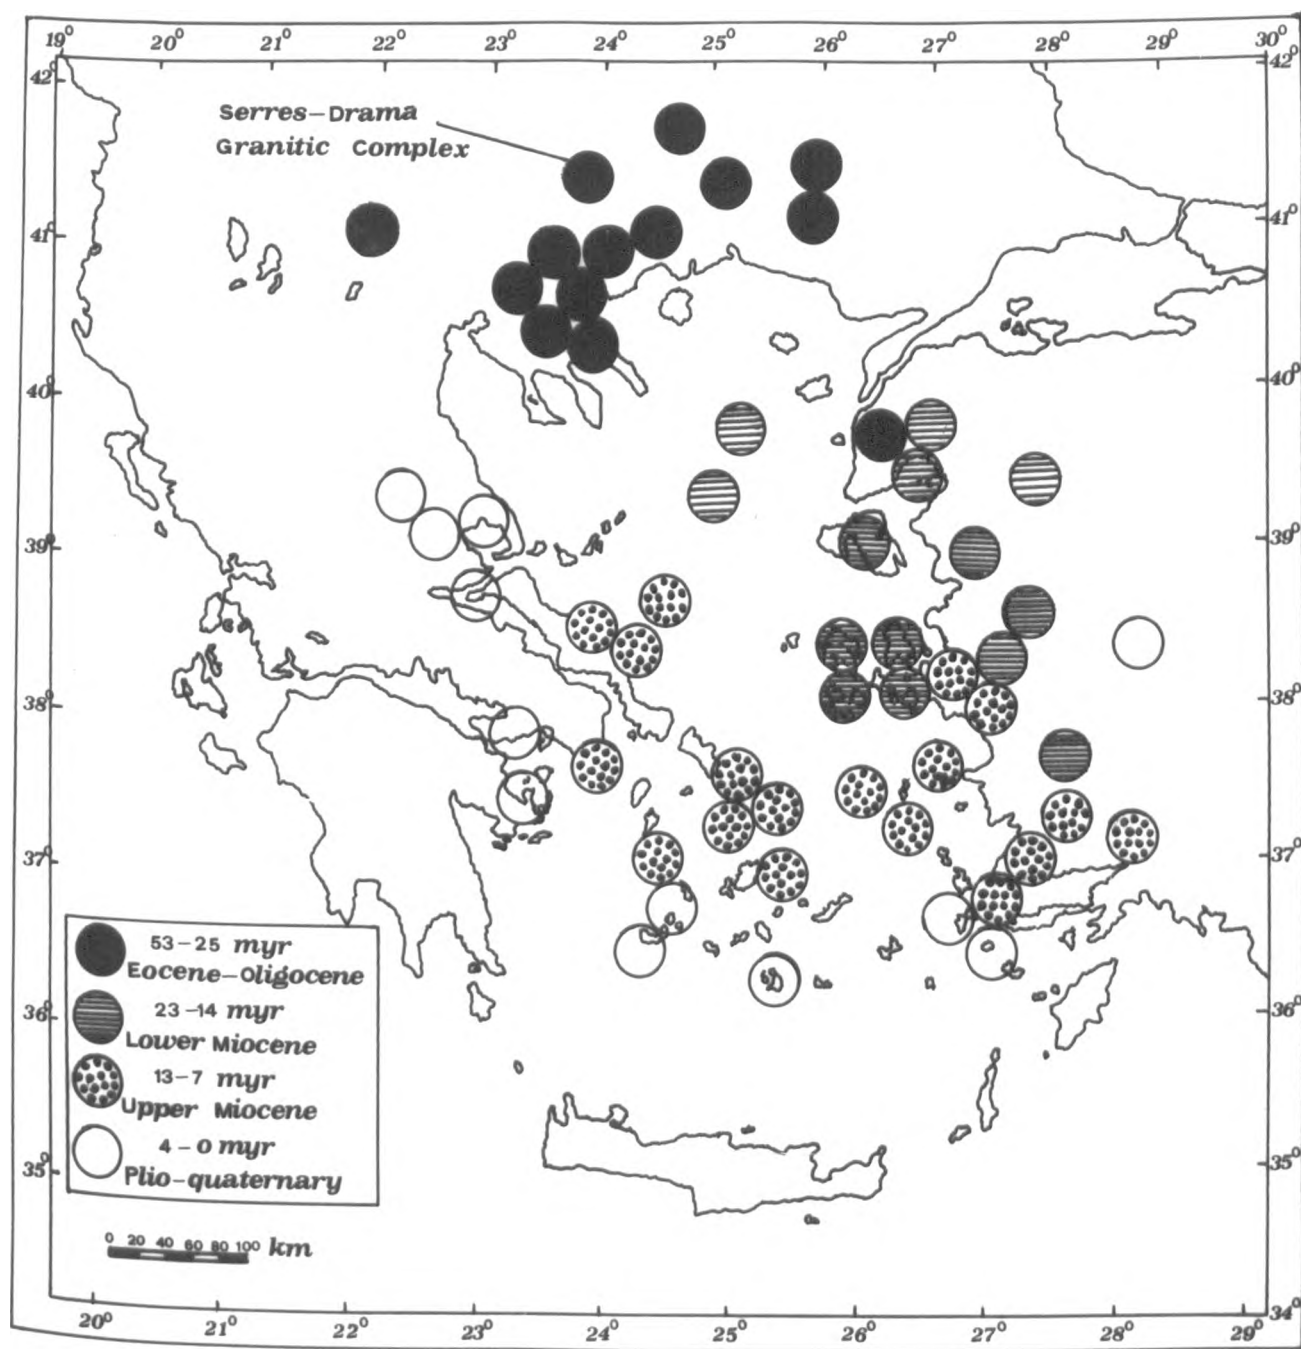 19° 20° 21° 22° 23° 24° 25° 26° 27° 28° 29° 30°
42° 42°
Serres-Drama
Granitic Complex
41° 41°
40° 40°
39° 39°
38° 38°
37° 37°
53-25 myr
Eocene-Oligocene
23-14 myr
36° 36°
Lower Miocene
13-7 myr
Upper Miocene
4-0 myr
35° 35°
Plio-quaternary
0 20 40 60 80 100 km
34°
20° 21° 22° 23° 24° 25° 26° 27° 28° 29°